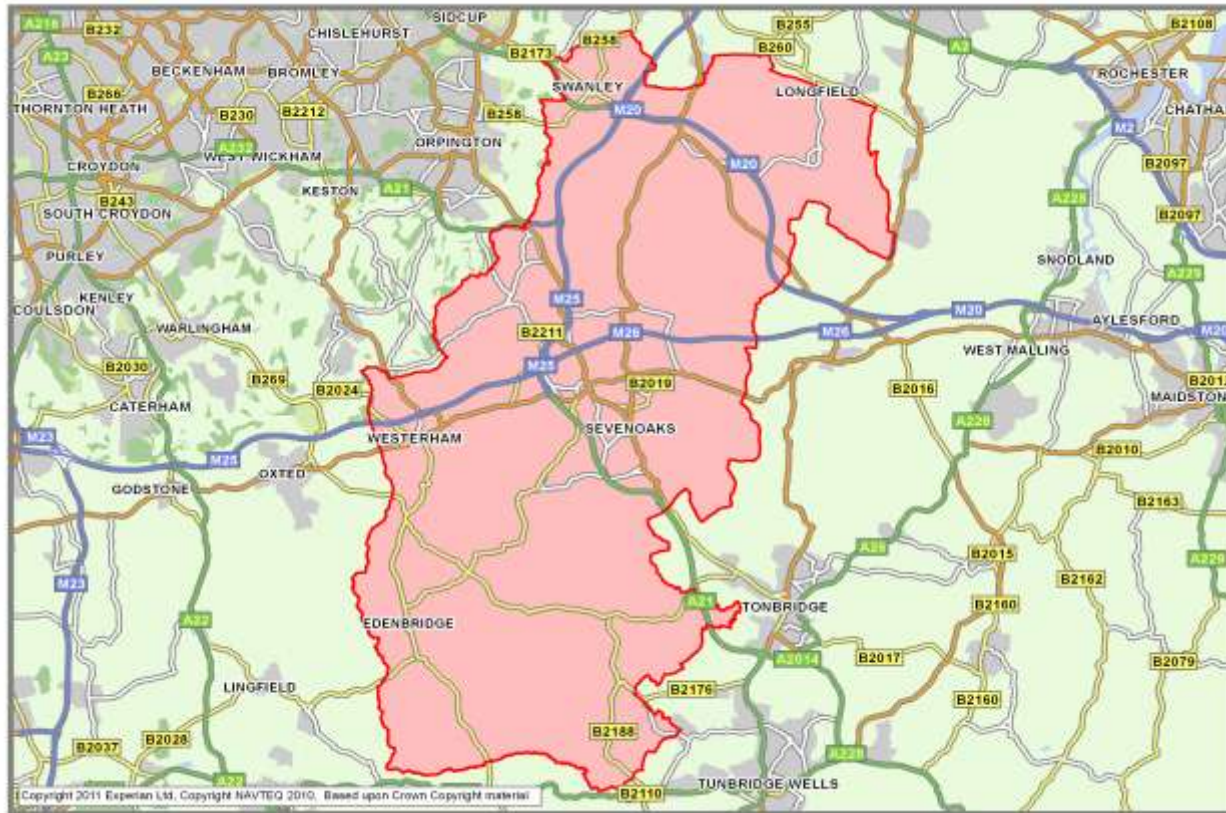 SIDCUP
A216
B232
CHISLEHURST
B258
B255
B2108
A23
B2173
B260
A2
BECKENHAM
BROMLEY
ROCHESTER
SWANLEY
LONGFIELD
B266
B2212
THORNTON HEATH
B230
B258
M20
CHATHA
M2
ORPINGTON
A232
WEST WICKHAM
M20
B2097
CROYDON
KESTON
A21
B243
A228
SOUTH CROYDON
B2097
PURLEY
SNODLAND
A229
KENLEY
M25
COULSDON
M20
WARLINGHAM
B2211
M26
M26
AYLESFORD
M20
WEST MALLING
B2030
M25
B269
B2024
B2019
B2016
B201
MAIDSTON
CATERHAM
A228
SEVENOAKS
M23
WESTERHAM
B2010
M25
OXTED
GODSTONE
B2163
A26
B2015
A229
M23
B2162
A21
B2160
TONBRIDGE
A22
EDENBRIDGE
A2014
B2017
B2079
LINGFIELD
B2176
B2160
B2188
B2028
B2037
A228
A22
TUNBRIDGE WELLS
B2110
Copyright 2011 Experian Ltd, Copyright NAVTEQ 2010, Based upon Crown Copyright material